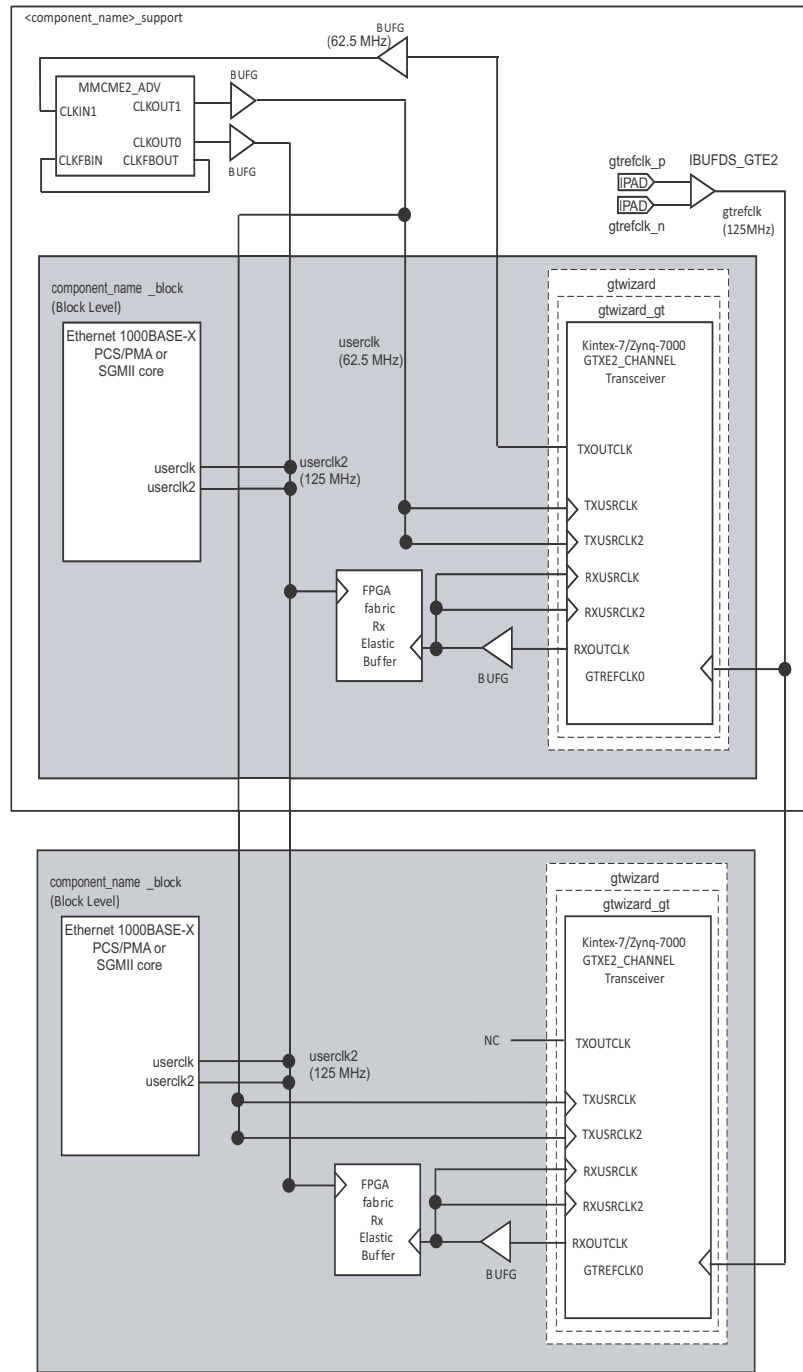 <component_name>_support
BUFG
(62.5 MHz)
BUFG
MMCME2_ADV
CLKOUT1
CLKIN1
CLKOUT0
CLKFBIN
CLKFBOUT
BUFG
gtrefclk_p
IBUFDS_GTE2
IPAD
IPAD
gtrefclk
gtrefclk_n
(125MHz)
component_name _block
(Block Level)
gtwizard
gtwizard_gt
Ethernet 1000BASE-X
PCS/PMA or
SGMII core
userclk
(62.5 MHz)
Kintex-7/Zynq-7000
GTXE2_CHANNEL
Transceiver
TXOUTCLK
userclk
userclk2
userclk2
(125 MHz)
TXUSRCLK
TXUSRCLK2
FPGA
fabric
Rx
Elastic
Buffer
RXUSRCLK
RXUSRCLK2
RXOUTCLK
BUFG
GTREFCLK0
component_name _block
(Block Level)
gtwizard
gtwizard_gt
Ethernet 1000BASE-X
PCS/PMA or
SGMII core
Kintex-7/Zynq-7000
GTXE2_CHANNEL
Transceiver
NC
TXOUTCLK
userclk
userclk2
userclk2
(125 MHz)
TXUSRCLK
TXUSRCLK2
FPGA
fabric
Rx
Elastic
Buffer
RXUSRCLK
RXUSRCLK2
RXOUTCLK
BUFG
GTREFCLK0